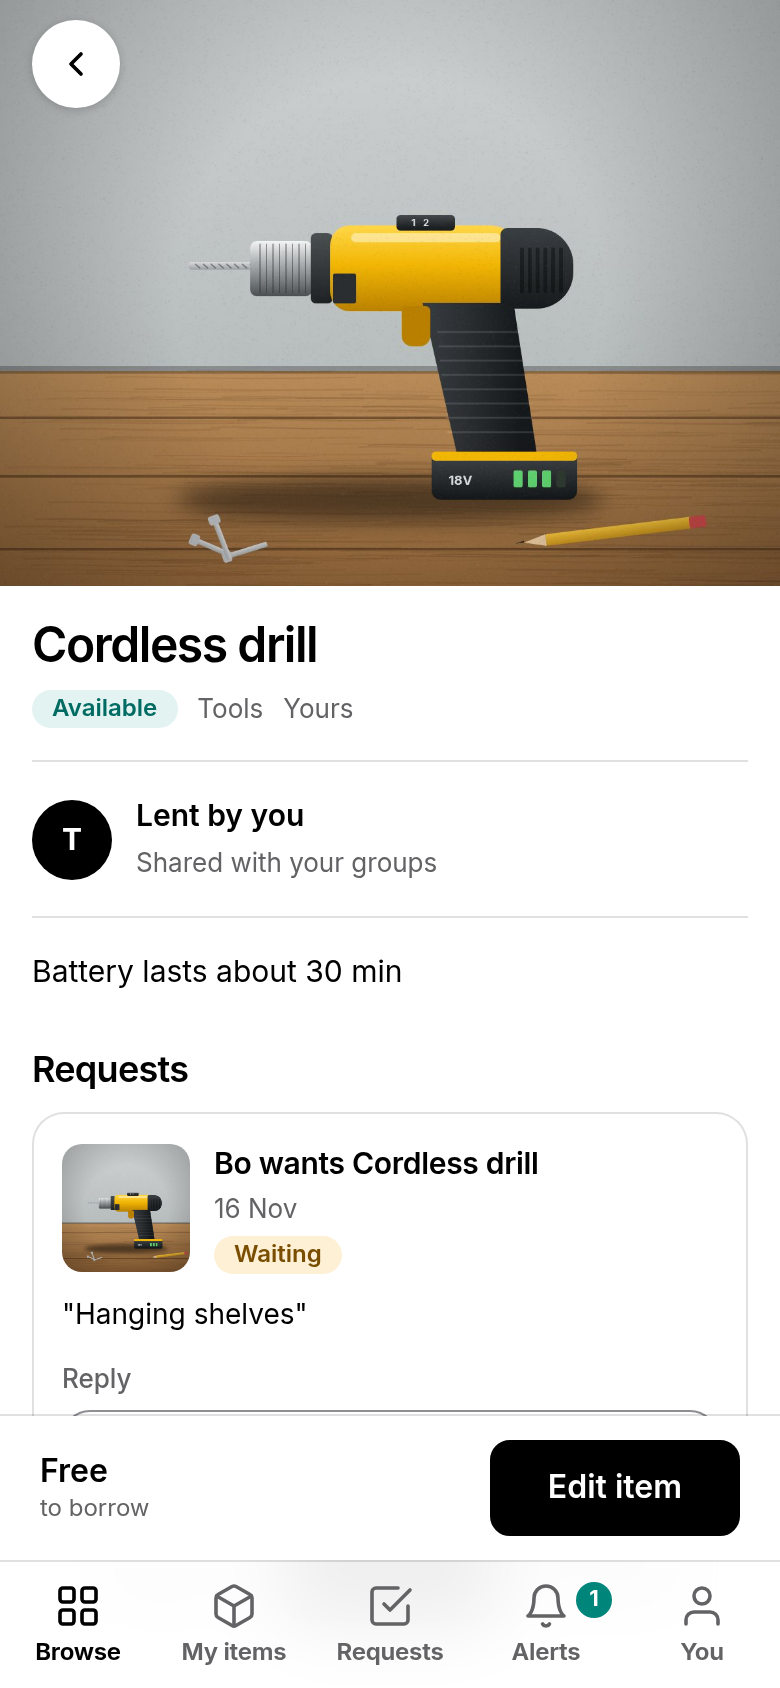 1 2
18V
Cordless drill
Available Tools Yours
T
Lent by you
Shared with your groups
Battery lasts about 30 min
Requests
Bo wants Cordless drill
16 Nov
Waiting
"Hanging shelves"
Reply
Free
to borrow
Edit item
1
Browse My items Requests Alerts You